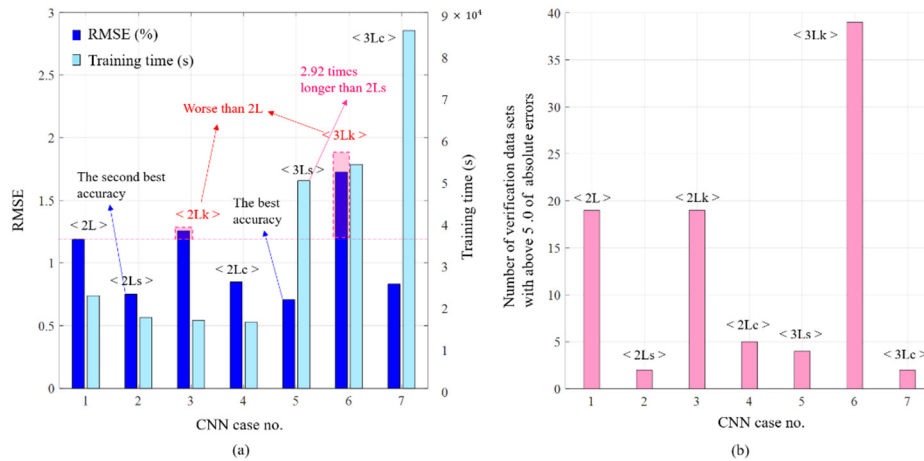 RMSE (%)
Training time (s)
< 3Lc >
2.92 times
longer than 2Ls
Worse than 2L
< 3Lk >
The second best
accuracy
< 3Ls >
< 2Lk >
The best
accuracy
< 2L >
< 2Lc >
< 2Ls >
3
2.5
2
1.5
1
0.5
0
RMSE
9 × 10⁴
8
7
6
5
4
3
2
1
0
Training time (s)
1 2 3 4 5 6 7
CNN case no.
(a)
Number of verification data sets
with above 5 .0 of absolute errors
40
35
30
25
20
15
10
5
0
< 3Lk >
< 2L >
< 2Lk >
< 2Lc >
< 3Ls >
< 2Ls >
< 3Lc >
1 2 3 4 5 6 7
CNN case no.
(b)